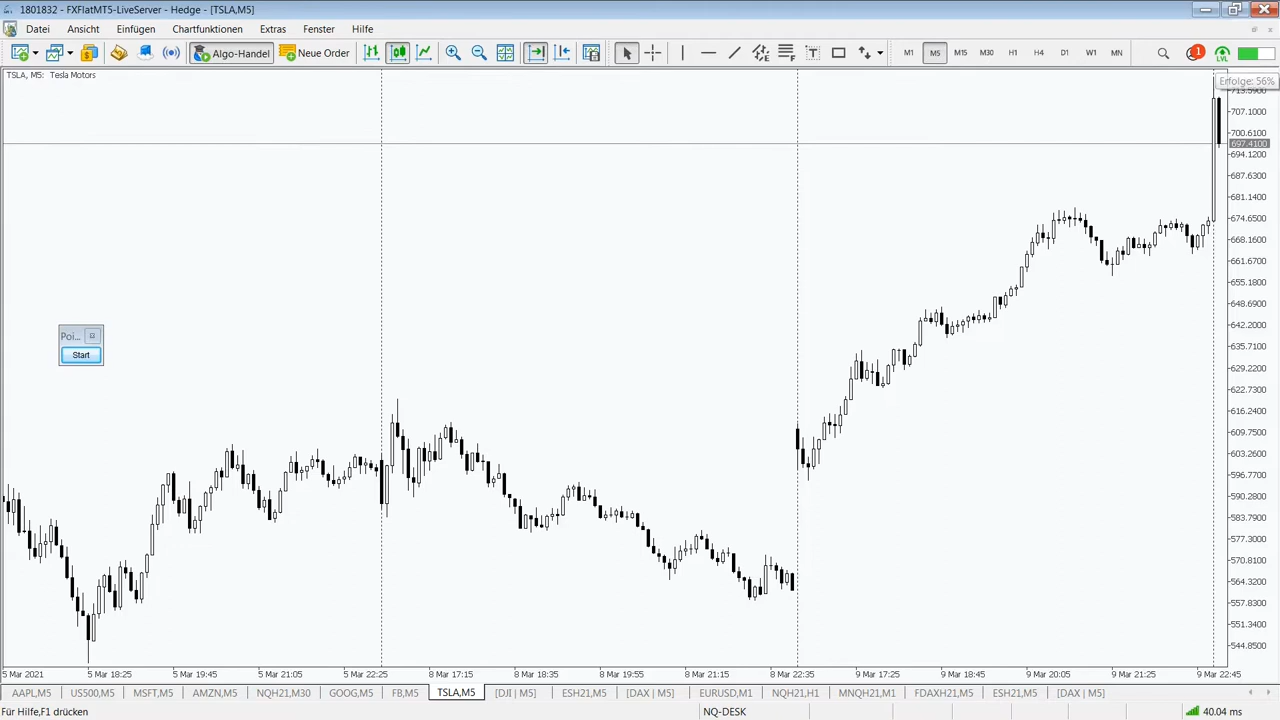 1801832 - FXFlatMT5-LiveServer - Hedge - [TSLA,M5]
Datei Ansicht Einfügen Chartfunktionen Extras Fenster Hilfe
Algo-Handel Neue Order M1 M5 M15 M30 H1 H4 D1 W1 MN 1 LVL
TSLA, M5: Tesla Motors
Erfolge: 56%
713.5900
707.1000
700.6100
697.4100
694.1200
687.6300
681.1400
674.6500
668.1600
661.6700
655.1800
648.6900
642.2000
635.7100
629.2200
622.7300
616.2400
609.7500
603.2600
596.7700
590.2800
583.7900
577.3000
570.8100
564.3200
557.8300
551.3400
544.8500
Poi...
Start
5 Mar 2021 5 Mar 18:25 5 Mar 19:45 5 Mar 21:05 5 Mar 22:25 8 Mar 17:15 8 Mar 18:35 8 Mar 19:55 8 Mar 21:15 8 Mar 22:35 9 Mar 17:25 9 Mar 18:45 9 Mar 20:05 9 Mar 21:25 9 Mar 22:45
AAPL,M5 US500,M5 MSFT,M5 AMZN,M5 NQH21,M30 GOOG,M5 FB,M5 TSLA,M5 [DJI | M5] ESH21,M5 [DAX | M5] EURUSD,M1 NQH21,H1 MNQH21,M1 FDAXH21,M5 ESH21,M5 [DAX | M5]
Für Hilfe,F1 drücken NQ-DESK 40.04 ms